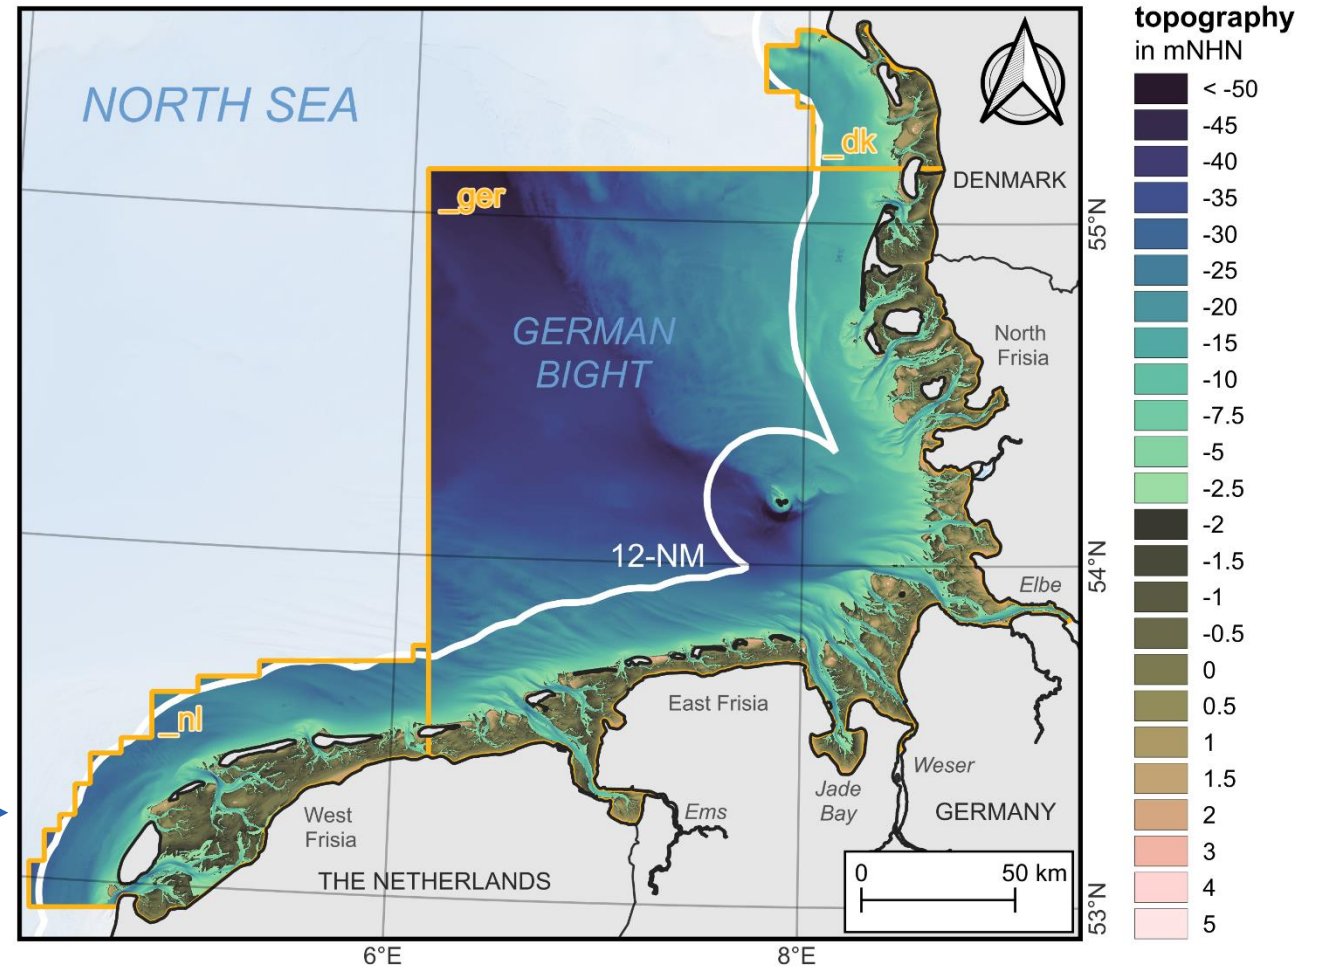 NORTH SEA
_dk
DENMARK
_ger
55°N
GERMAN
BIGHT
North
Frisia
12-NM
54°N
Elbe
_nl
East Frisia
Weser
Jade
Bay
GERMANY
West
Frisia
Ems
THE NETHERLANDS
0 50 km
53°N
6°E 8°E
topography
in mNHN
< -50
-45
-40
-35
-30
-25
-20
-15
-10
-7.5
-5
-2.5
-2
-1.5
-1
-0.5
0
0.5
1
1.5
2
3
4
5